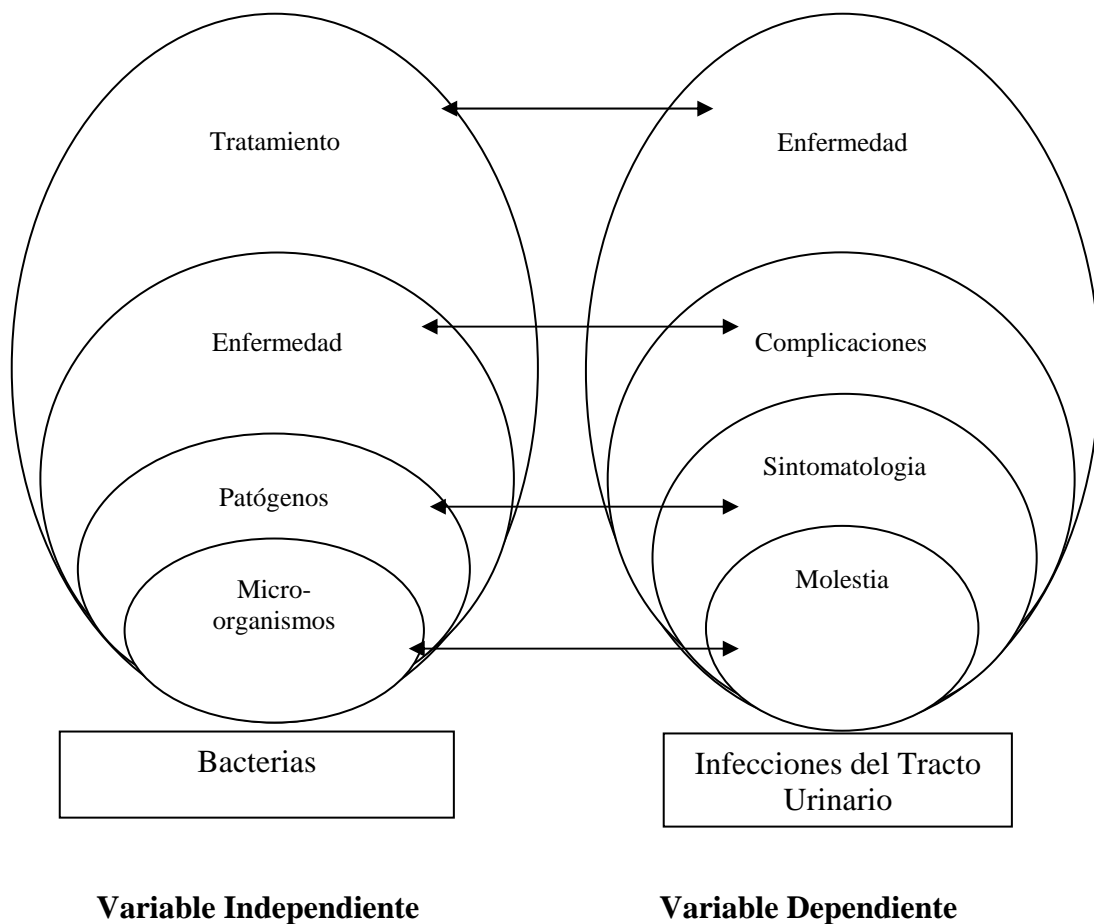 Tratamiento
Enfermedad
Enfermedad
Complicaciones
Patógenos
Sintomatologia
Micro-
organismos
Molestia
Bacterias
Infecciones del Tracto
Urinario
Variable Independiente
Variable Dependiente